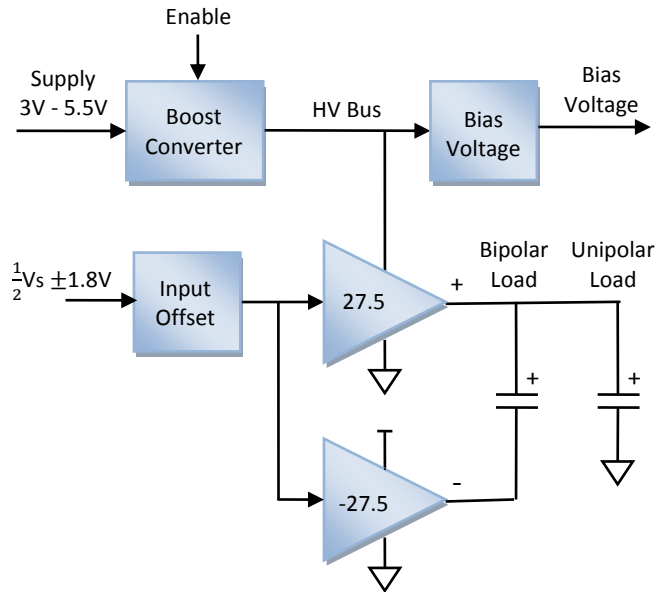 Enable
Supply
3V - 5.5V
Boost
Converter
HV Bus
Bias
Voltage
Bias
Voltage
½Vs ±1.8V
Input
Offset
27.5
+
Bipolar
Load
Unipolar
Load
+
+
-27.5
-